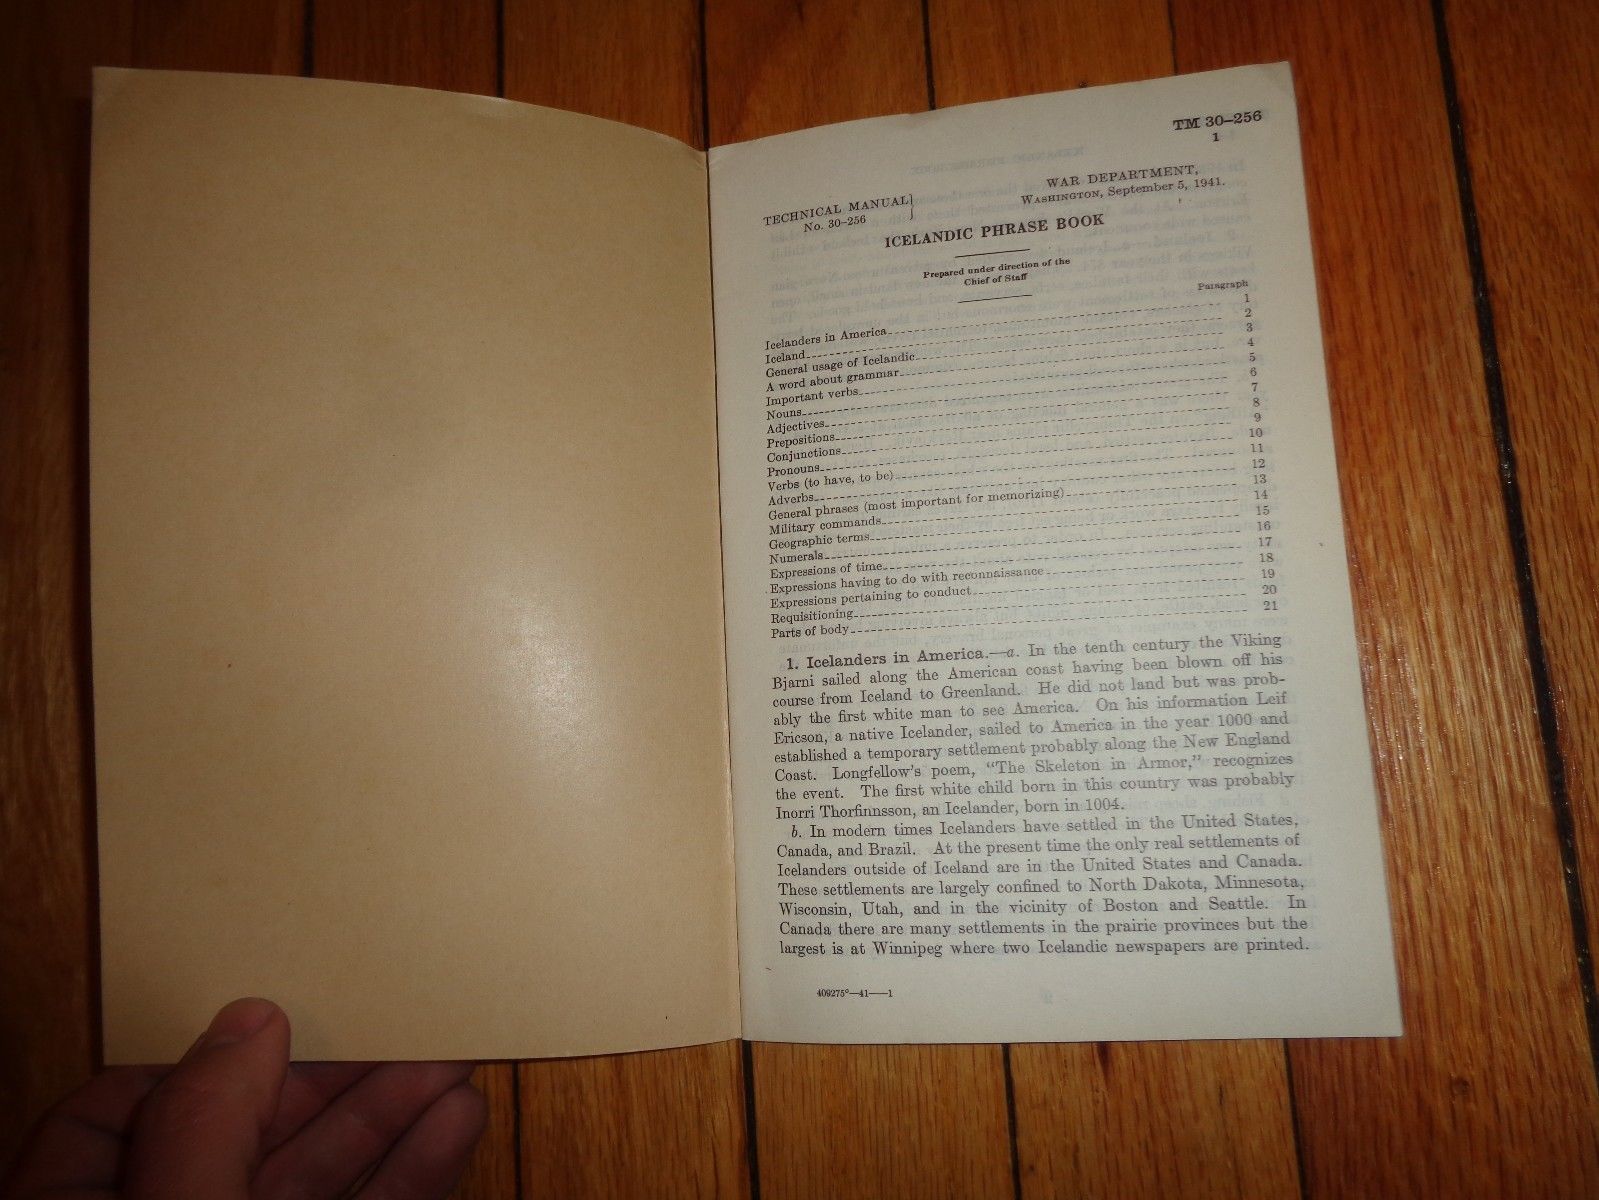 TM 30–256
1
TECHNICAL MANUAL}
No. 30–256
WAR DEPARTMENT,
WASHINGTON, September 5, 1941.
ICELANDIC PHRASE BOOK
Prepared under direction of the
Chief of Staff
Paragraph
Icelanders in America 1
Iceland 2
General usage of Icelandic 3
A word about grammar 4
Important verbs 5
Nouns 6
Adjectives 7
Prepositions 8
Conjunctions 9
Pronouns 10
Verbs (to have, to be) 11
Adverbs 12
General phrases (most important for memorizing) 13
Military commands 14
Geographic terms 15
Numerals 16
Expressions of time 17
Expressions having to do with reconnaissance 18
Expressions pertaining to conduct 19
Requisitioning 20
Parts of body 21
1. Icelanders in America.—a. In the tenth century the Viking
Bjarni sailed along the American coast having been blown off his
course from Iceland to Greenland. He did not land but was prob-
ably the first white man to see America. On his information Leif
Ericson, a native Icelander, sailed to America in the year 1000 and
established a temporary settlement probably along the New England
Coast. Longfellow's poem, “The Skeleton in Armor,” recognizes
the event. The first white child born in this country was probably
Inorri Thorfinnsson, an Icelander, born in 1004.
b. In modern times Icelanders have settled in the United States,
Canada, and Brazil. At the present time the only real settlements of
Icelanders outside of Iceland are in the United States and Canada.
These settlements are largely confined to North Dakota, Minnesota,
Wisconsin, Utah, and in the vicinity of Boston and Seattle. In
Canada there are many settlements in the prairie provinces but the
largest is at Winnipeg where two Icelandic newspapers are printed.
409275°—41——1